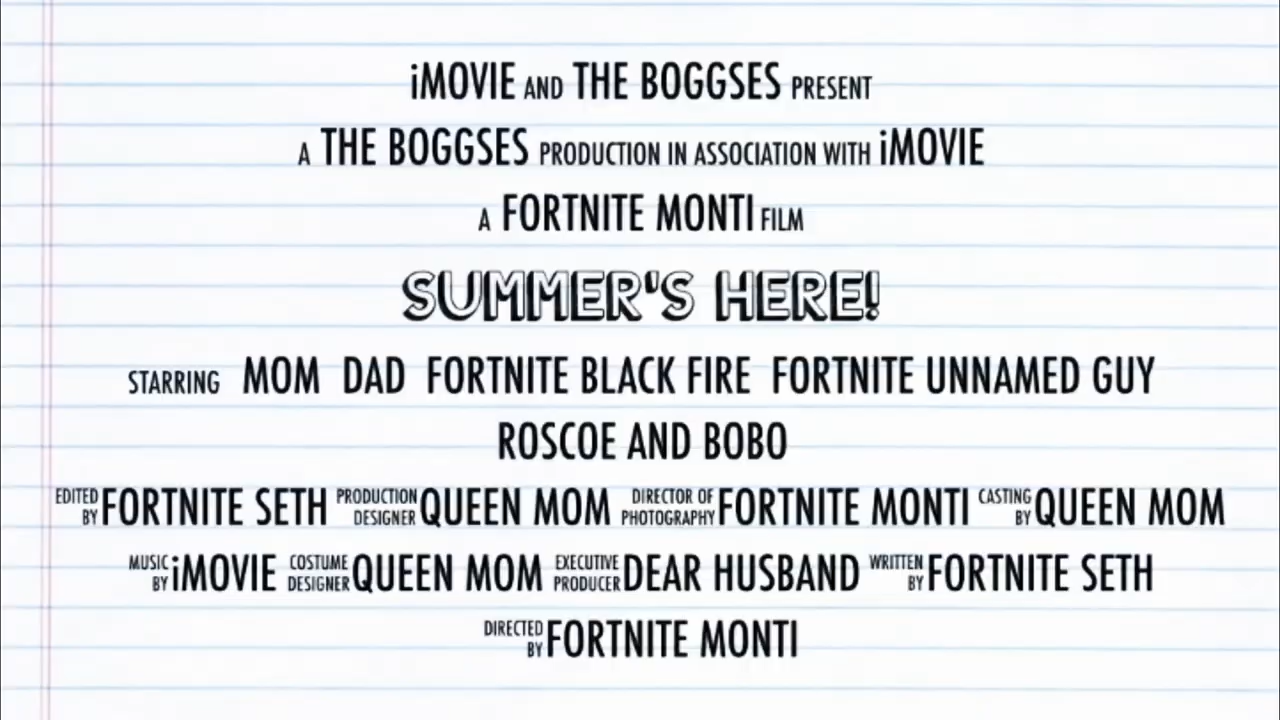 iMOVIE AND THE BOGGSES PRESENT
A THE BOGGSES PRODUCTION IN ASSOCIATION WITH iMOVIE
A FORTNITE MONTI FILM
SUMMER'S HERE!
STARRING MOM DAD FORTNITE BLACK FIRE FORTNITE UNNAMED GUY
ROSCOE AND BOBO
EDITED BY FORTNITE SETH PRODUCTION DESIGNER QUEEN MOM DIRECTOR OF PHOTOGRAPHY FORTNITE MONTI CASTING BY QUEEN MOM
MUSIC BY iMOVIE COSTUME DESIGNER QUEEN MOM EXECUTIVE PRODUCER DEAR HUSBAND WRITTEN BY FORTNITE SETH
DIRECTED BY FORTNITE MONTI